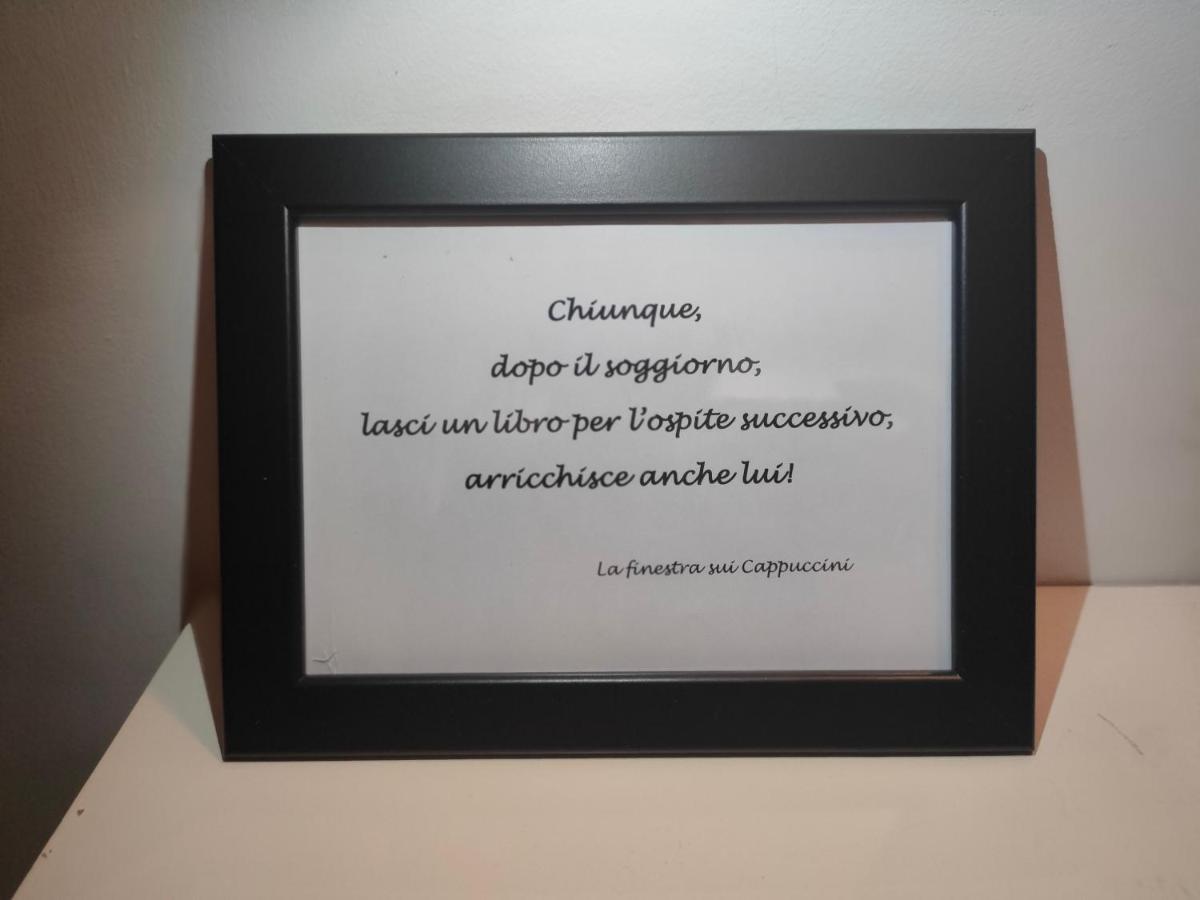 Chiunque,
dopo il soggiorno,
lasci un libro per l'ospite successivo,
arricchisce anche lui!
La finestra sui Cappuccini